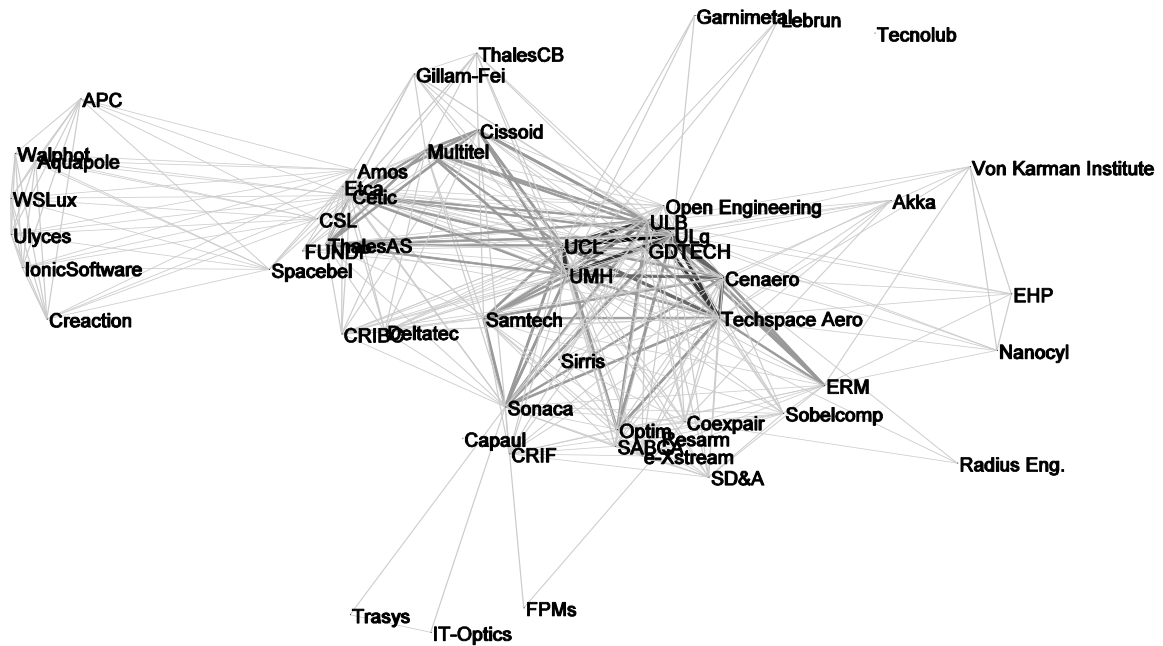 Garnimetal
Lebrun
Tecnolub
ThalesCB
Gillam-Fei
APC
Cissoid
Multitel
Walphot
Aquapole
Amos
Von Karman Institute
Etca
Cetic
WSLux
Akka
Open Engineering
CSL
ULB
Ulyces
ULg
ThalesAS
UCL
FUNDP
GDTECH
IonicSoftware
Spacebel
UMH
Cenaero
EHP
Creaction
Samtech
Techspace Aero
CRIBC
Deltatec
Nanocyl
Sirris
ERM
Sonaca
Sobelcomp
Coexpair
Optim
Capaul
Resarm
SABCA
CRIF
e-Xstream
Radius Eng.
SD&A
FPMs
Trasys
IT-Optics